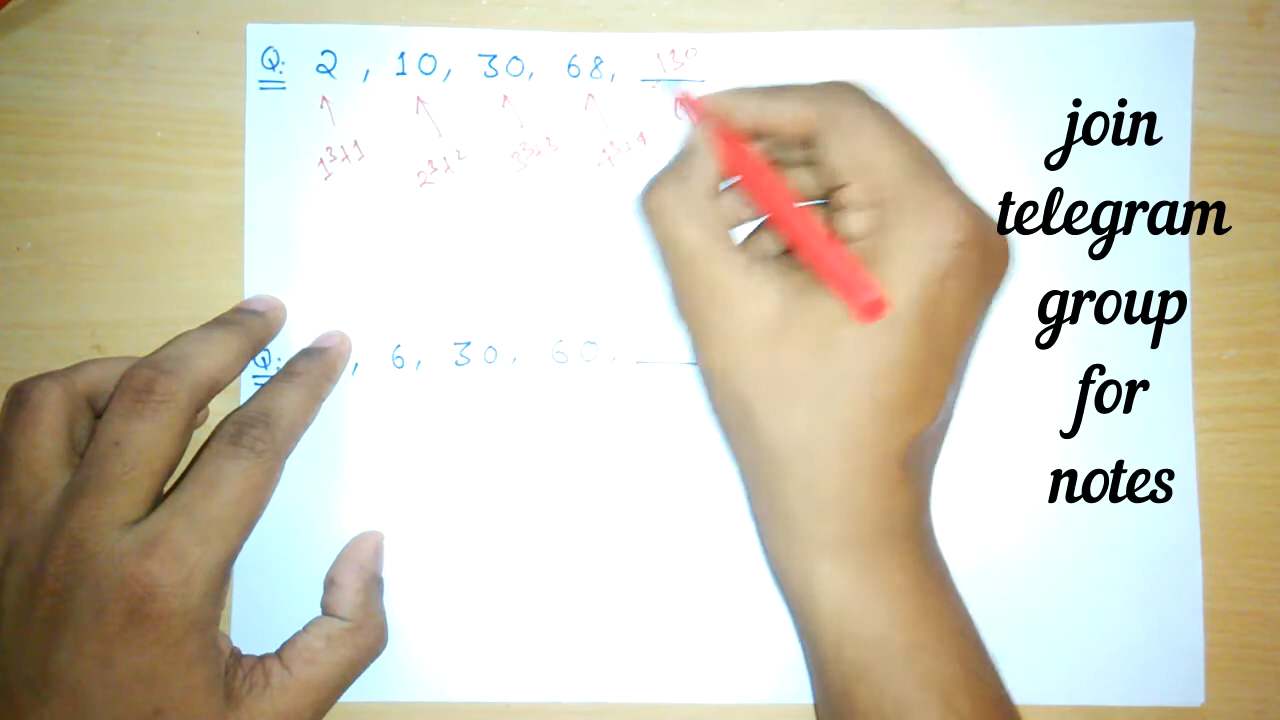 Q. 2, 10, 30, 68, 130
1³+1 2³+2 3³+3 4³+4
Q. , 6, 30, 60, ___
join
telegram
group
for
notes